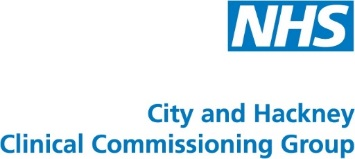 NHS
City and Hackney
Clinical Commissioning Group